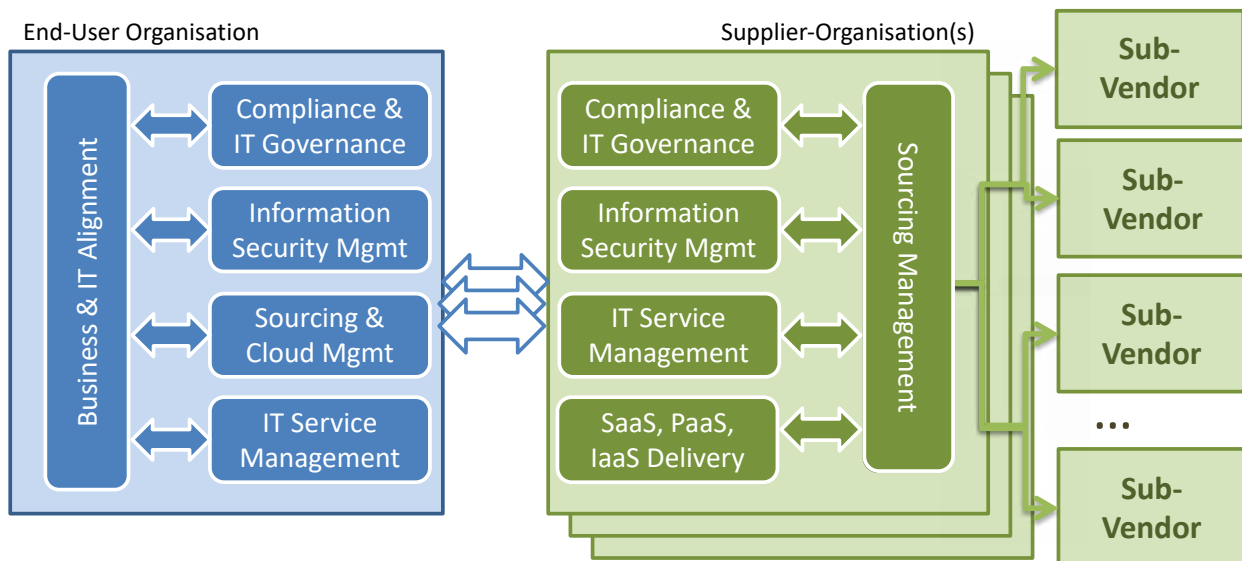 End-User Organisation
Business & IT Alignment
Compliance &
IT Governance
Information
Security Mgmt
Sourcing &
Cloud Mgmt
IT Service
Management
Supplier-Organisation(s)
Compliance &
IT Governance
Information
Security Mgmt
IT Service
Management
SaaS, PaaS,
IaaS Delivery
Sourcing Management
Sub-
Vendor
Sub-
Vendor
Sub-
Vendor
...
Sub-
Vendor